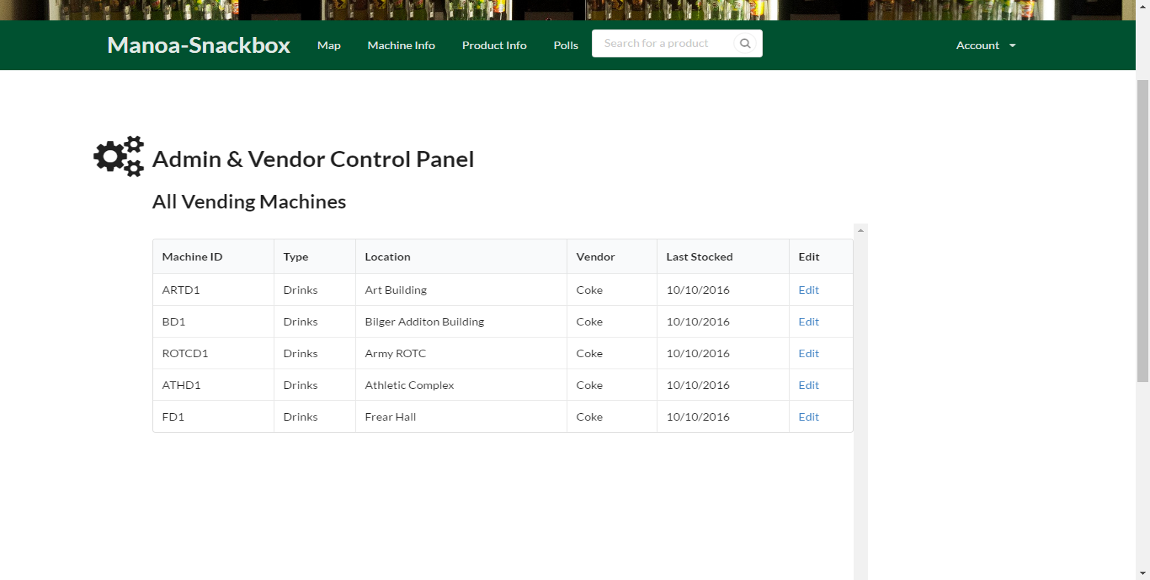 Manoa-Snackbox Map Machine Info Product Info Polls Search for a product Account
Admin & Vendor Control Panel
All Vending Machines
Machine ID Type Location Vendor Last Stocked Edit
ARTD1 Drinks Art Building Coke 10/10/2016 Edit
BD1 Drinks Bilger Additon Building Coke 10/10/2016 Edit
ROTCD1 Drinks Army ROTC Coke 10/10/2016 Edit
ATHD1 Drinks Athletic Complex Coke 10/10/2016 Edit
FD1 Drinks Frear Hall Coke 10/10/2016 Edit